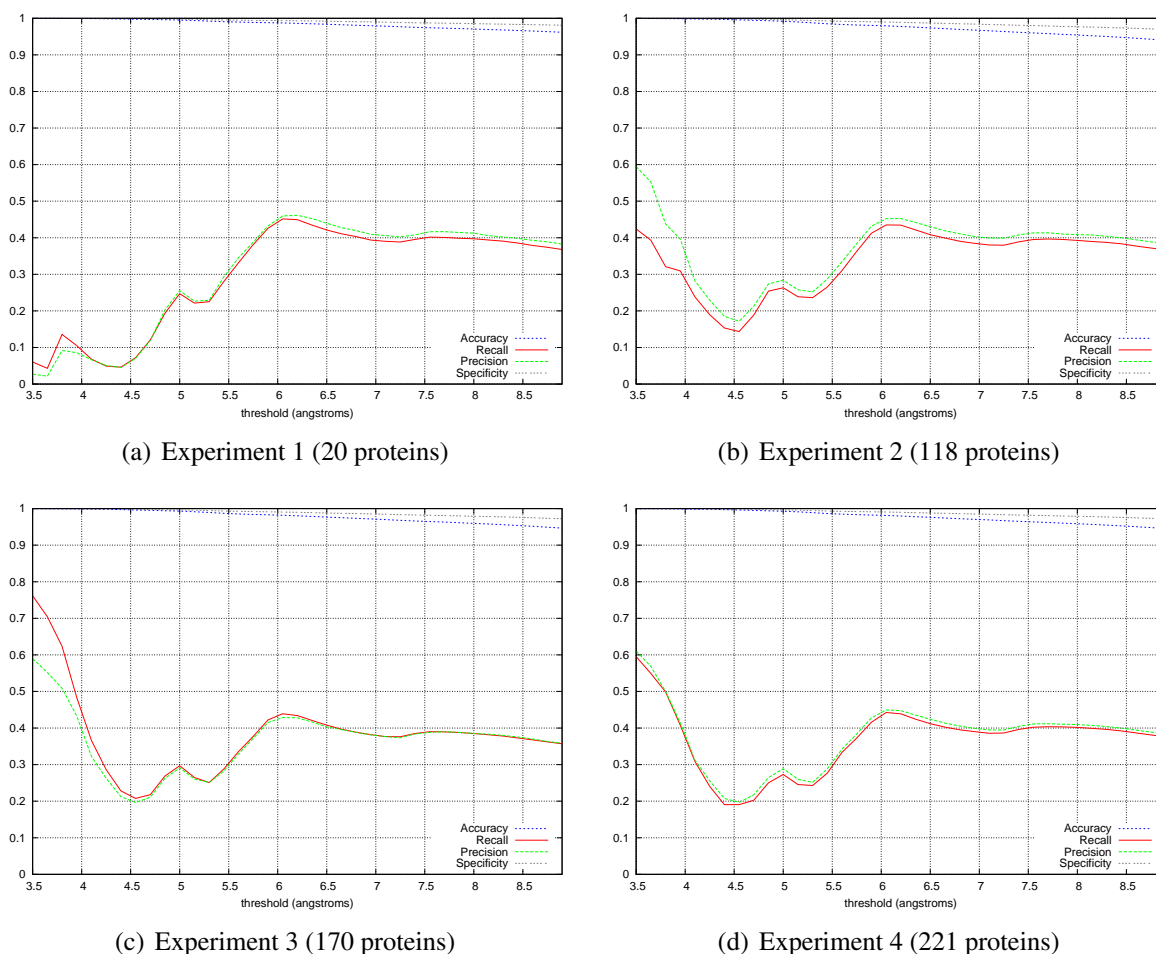 1
0.9
0.8
0.7
0.6
0.5
0.4
0.3
0.2
0.1
0
Accuracy
Recall
Precision
Specificity
3.5 4 4.5 5 5.5 6 6.5 7 7.5 8 8.5
threshold (angstroms)
(a) Experiment 1 (20 proteins)
1
0.9
0.8
0.7
0.6
0.5
0.4
0.3
0.2
0.1
0
Accuracy
Recall
Precision
Specificity
3.5 4 4.5 5 5.5 6 6.5 7 7.5 8 8.5
threshold (angstroms)
(b) Experiment 2 (118 proteins)
1
0.9
0.8
0.7
0.6
0.5
0.4
0.3
0.2
0.1
0
Accuracy
Recall
Precision
Specificity
3.5 4 4.5 5 5.5 6 6.5 7 7.5 8 8.5
threshold (angstroms)
(c) Experiment 3 (170 proteins)
1
0.9
0.8
0.7
0.6
0.5
0.4
0.3
0.2
0.1
0
Accuracy
Recall
Precision
Specificity
3.5 4 4.5 5 5.5 6 6.5 7 7.5 8 8.5
threshold (angstroms)
(d) Experiment 4 (221 proteins)